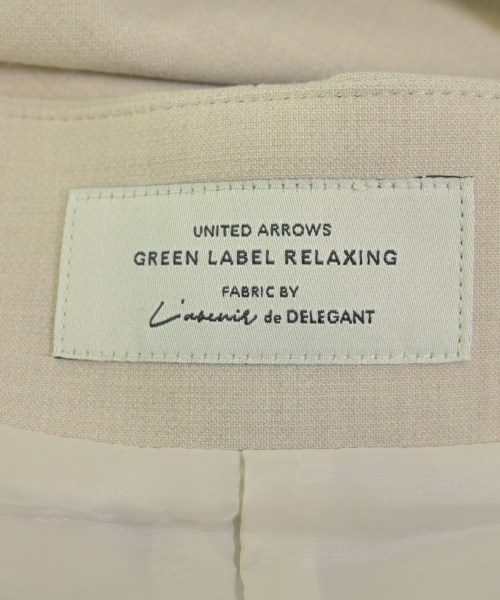 UNITED ARROWS
GREEN LABEL RELAXING
FABRIC BY
L'avenir de DELEGANT